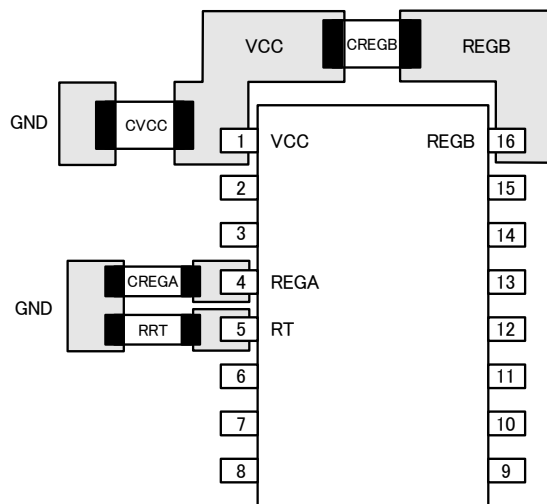 VCC CREGB REGB
GND CVCC
1 VCC REGB 16
2 15
3 14
CREGA 4 REGA 13
GND
RRT 5 RT 12
6 11
7 10
8 9